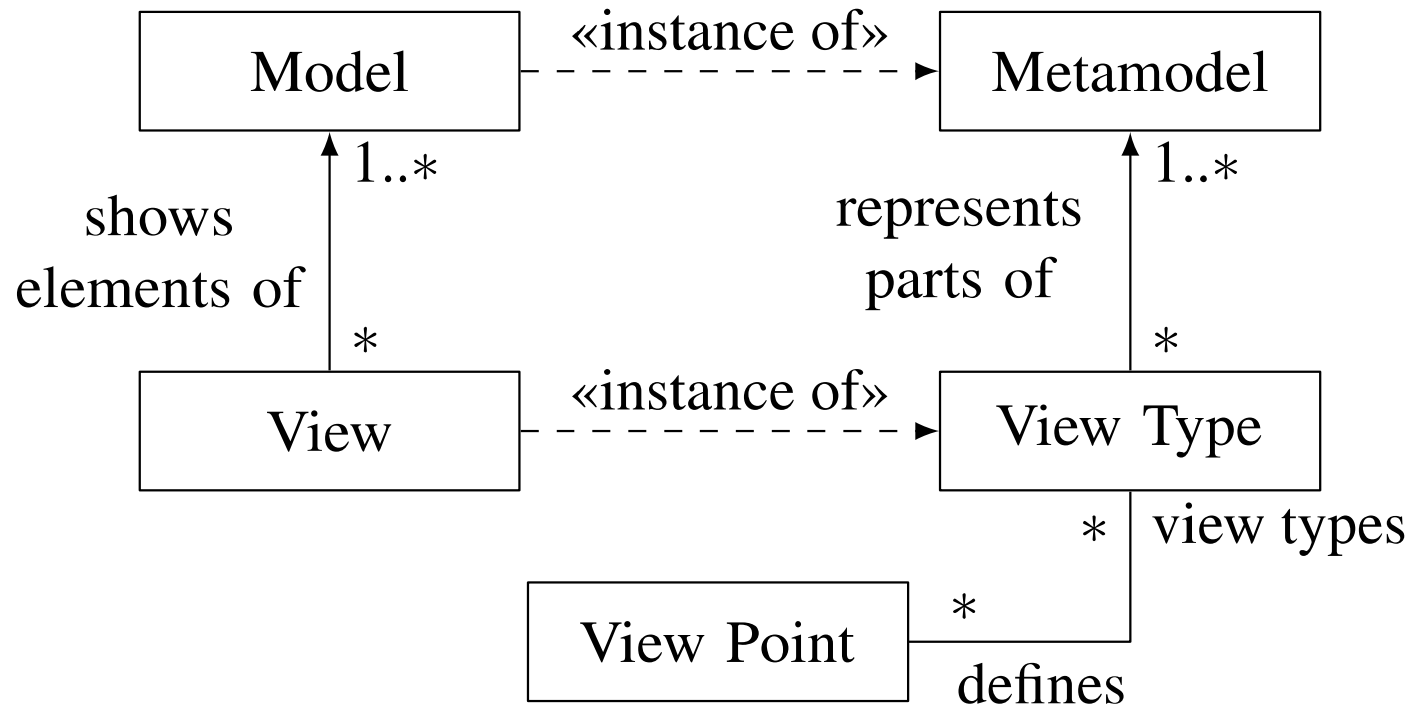 Model
«instance of»
Metamodel
1..*
1..*
shows
elements of
represents
parts of
*
*
View
«instance of»
View Type
*
view types
View Point
*
defines